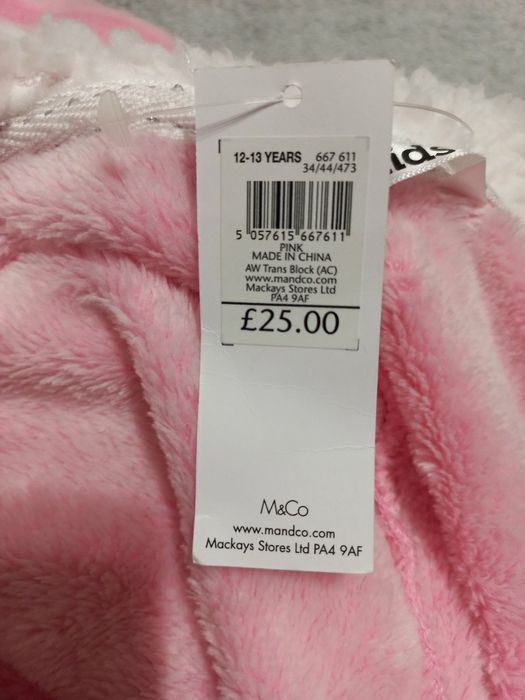 12-13 YEARS 667 611
34/44/473
5 057615 667611
PINK
MADE IN CHINA
AW Trans Block (AC)
www.mandco.com
Mackays Stores Ltd
PA4 9AF
£25.00
M&Co
www.mandco.com
Mackays Stores Ltd PA4 9AF